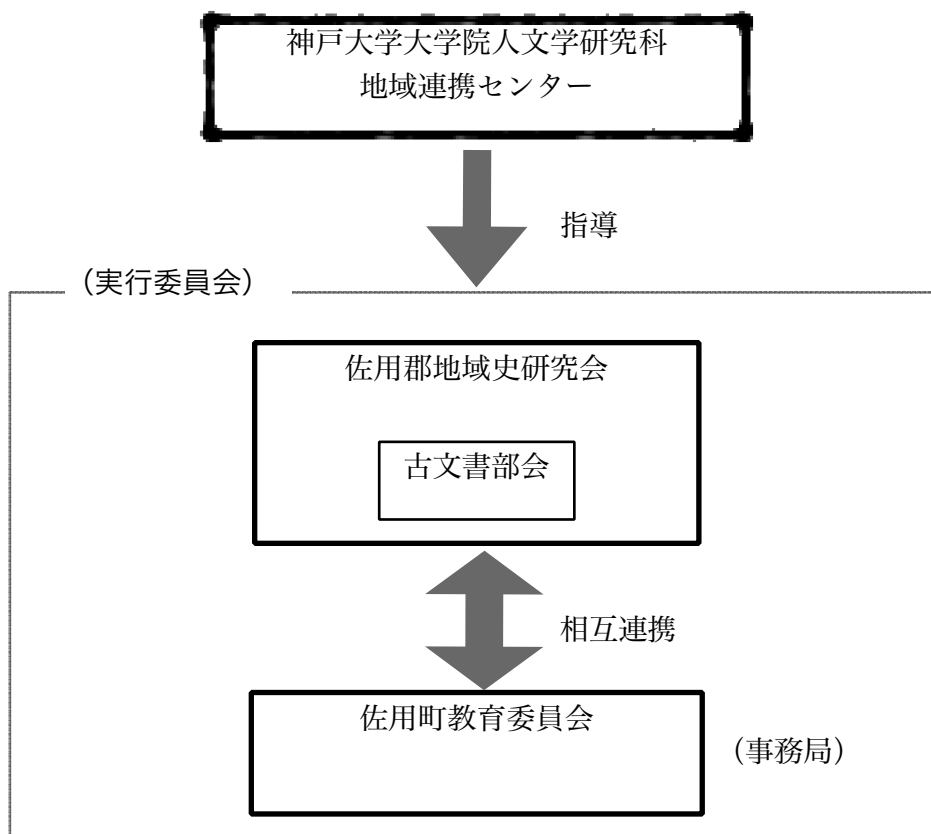 神戸大学大学院人文学研究科
地域連携センター
指導
（実行委員会）
佐用郡地域史研究会
古文書部会
相互連携
佐用町教育委員会
（事務局）